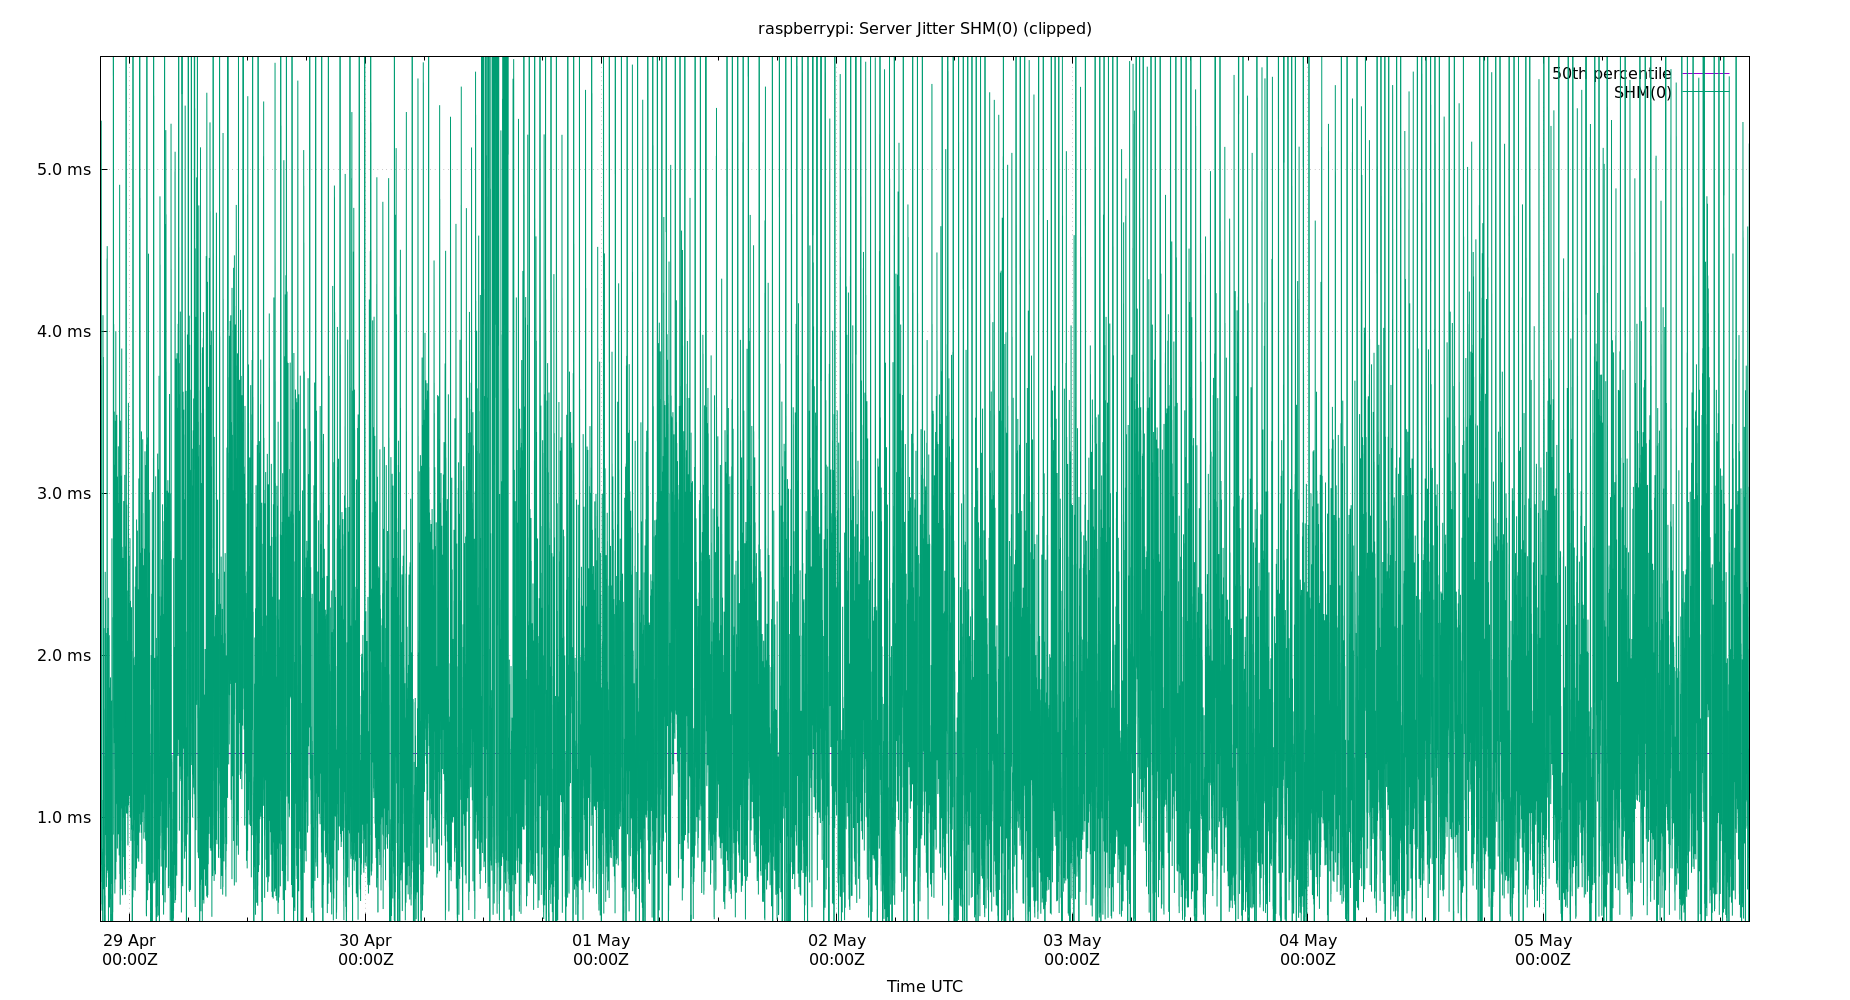 raspberrypi: Server Jitter SHM(0) (clipped)
50th percentile
SHM(0)
5.0 ms
4.0 ms
3.0 ms
2.0 ms
1.0 ms
29 Apr 30 Apr 01 May 02 May 03 May 04 May 05 May
00:00Z 00:00Z 00:00Z 00:00Z 00:00Z 00:00Z 00:00Z
Time UTC